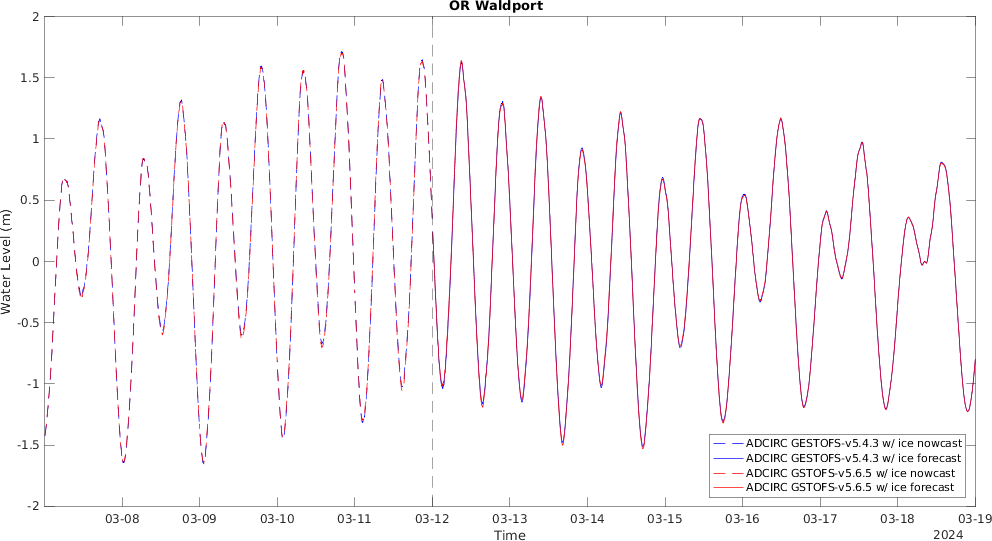 OR Waldport
2
1.5
1
0.5
0
-0.5
-1
-1.5
-2
Water Level (m)
03-08 03-09 03-10 03-11 03-12 03-13 03-14 03-15 03-16 03-17 03-18 03-19
Time
2024
ADCIRC GESTOFS-v5.4.3 w/ ice nowcast
ADCIRC GESTOFS-v5.4.3 w/ ice forecast
ADCIRC GSTOFS-v5.6.5 w/ ice nowcast
ADCIRC GSTOFS-v5.6.5 w/ ice forecast